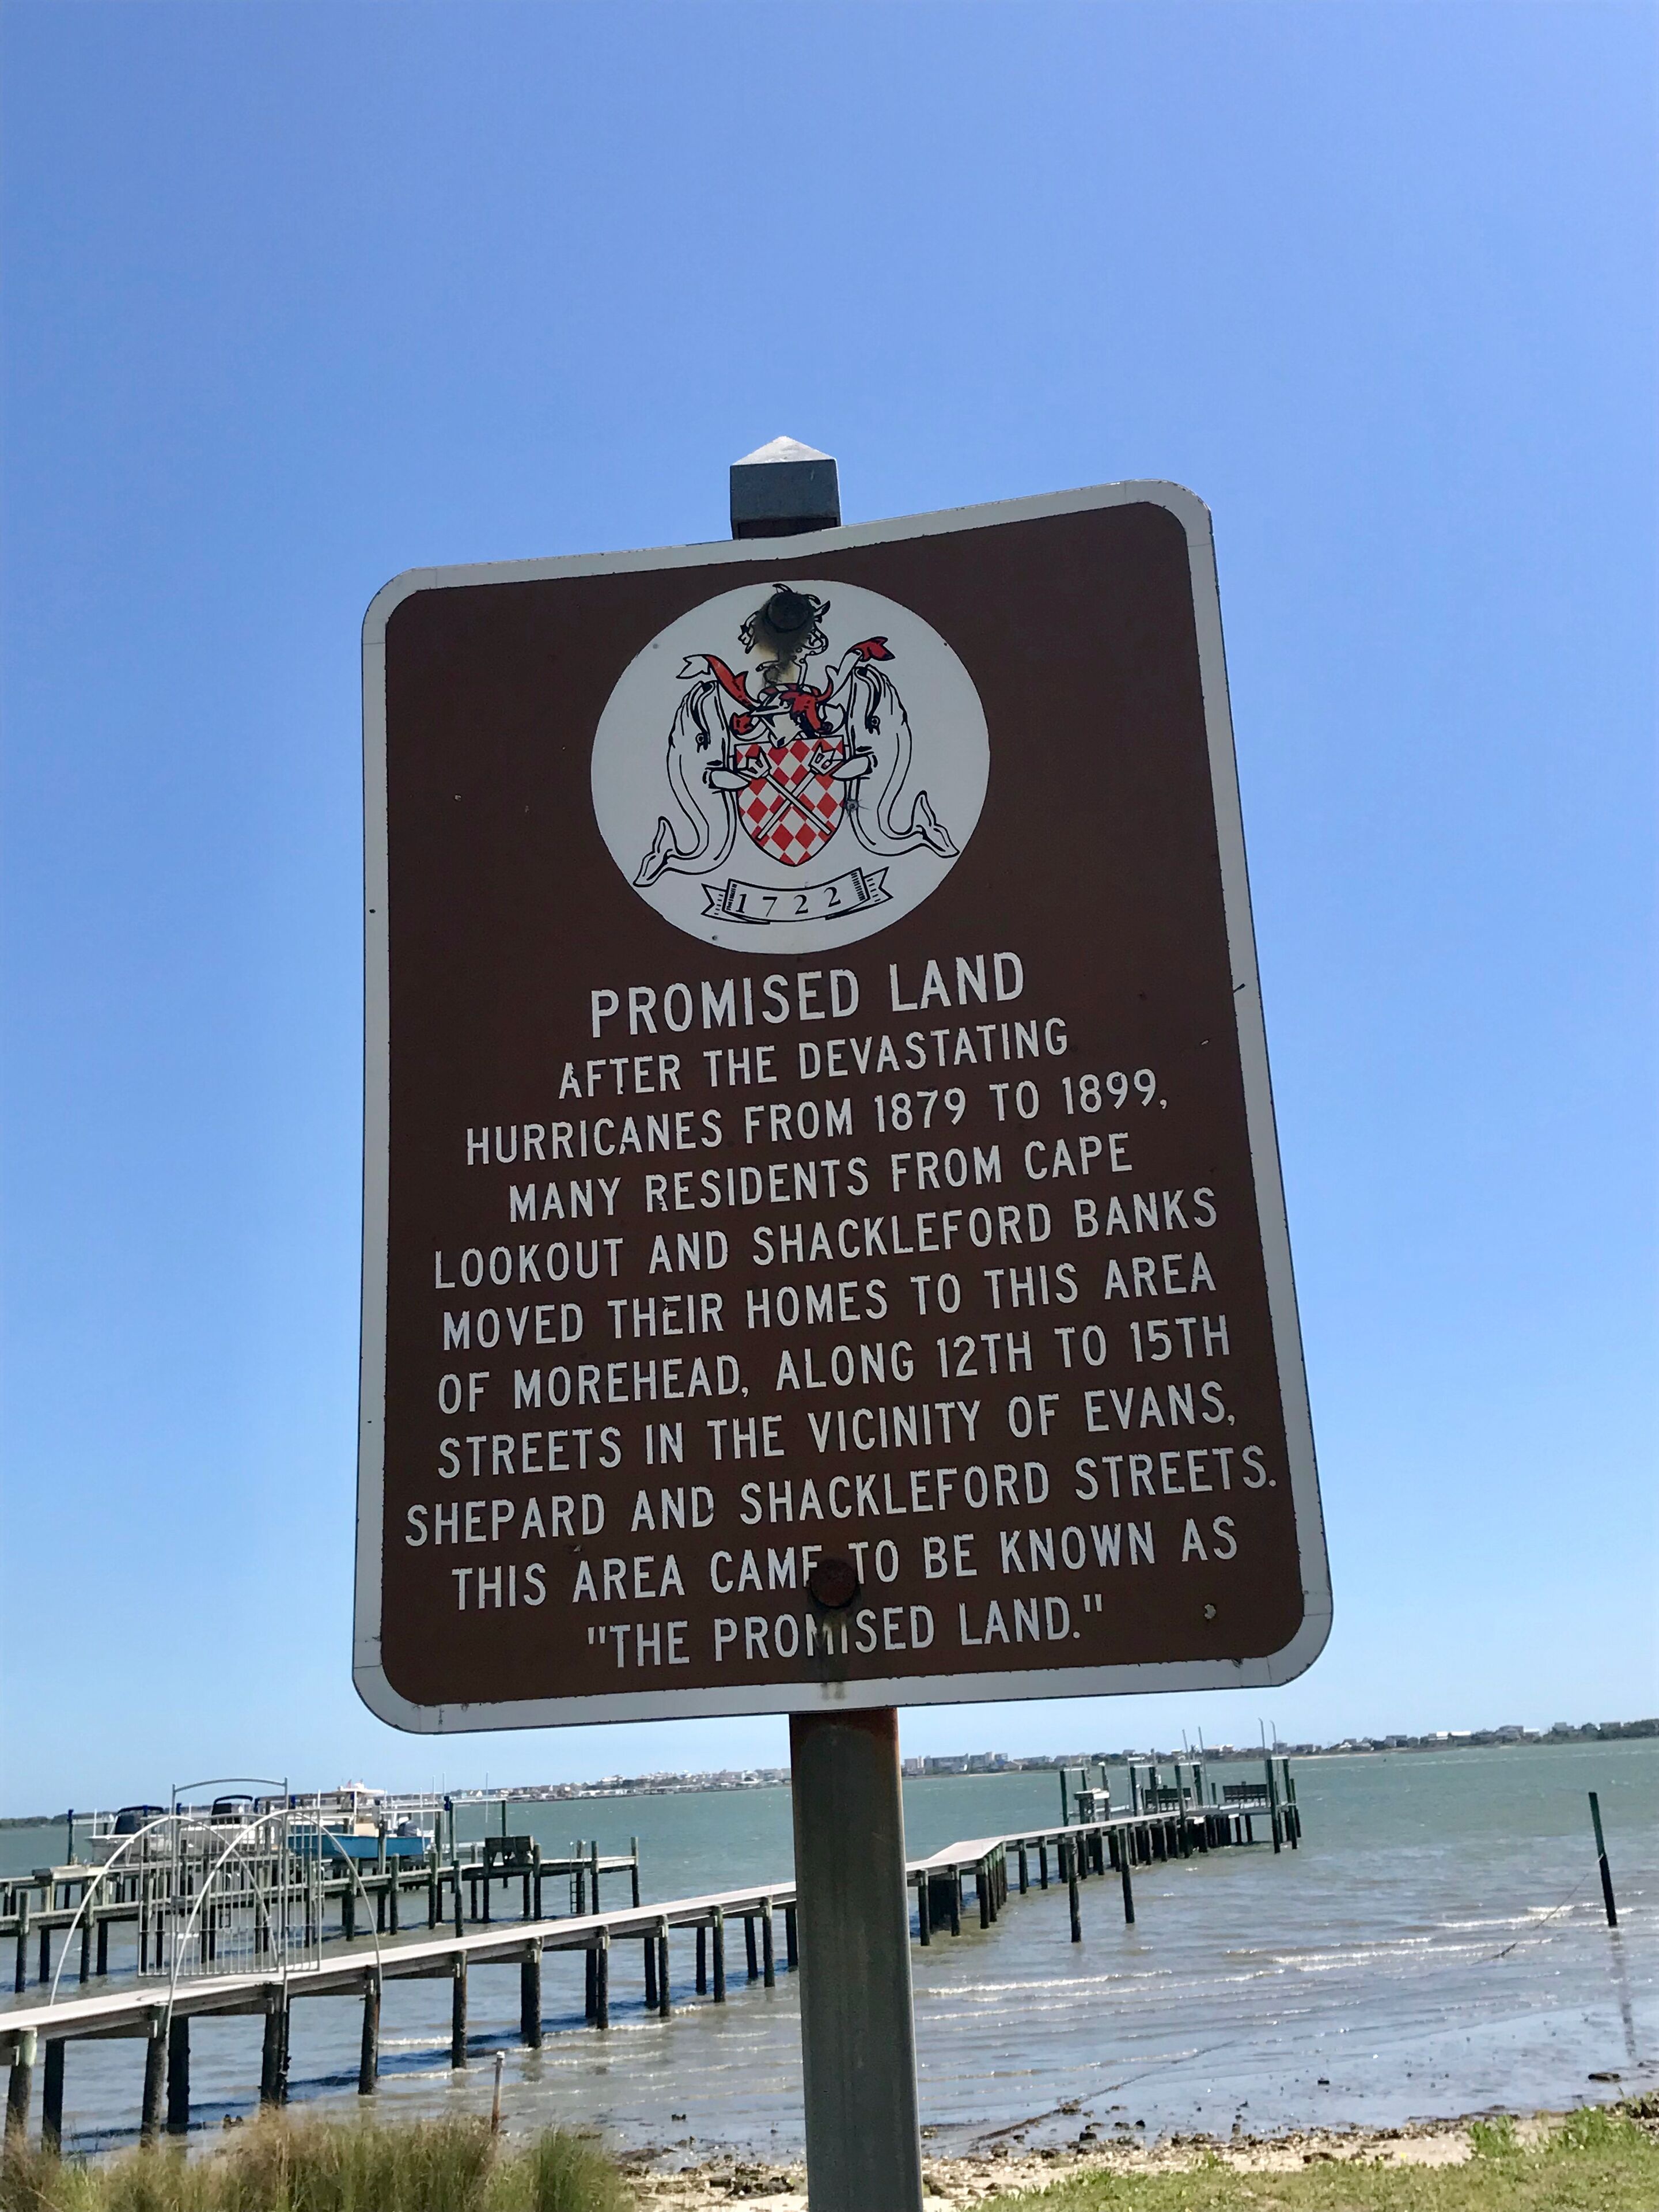 1722
PROMISED LAND
AFTER THE DEVASTATING
HURRICANES FROM 1879 TO 1899,
MANY RESIDENTS FROM CAPE
LOOKOUT AND SHACKLEFORD BANKS
MOVED THEIR HOMES TO THIS AREA
OF MOREHEAD, ALONG 12TH TO 15TH
STREETS IN THE VICINITY OF EVANS,
SHEPARD AND SHACKLEFORD STREETS.
THIS AREA CAME TO BE KNOWN AS
"THE PROMISED LAND."